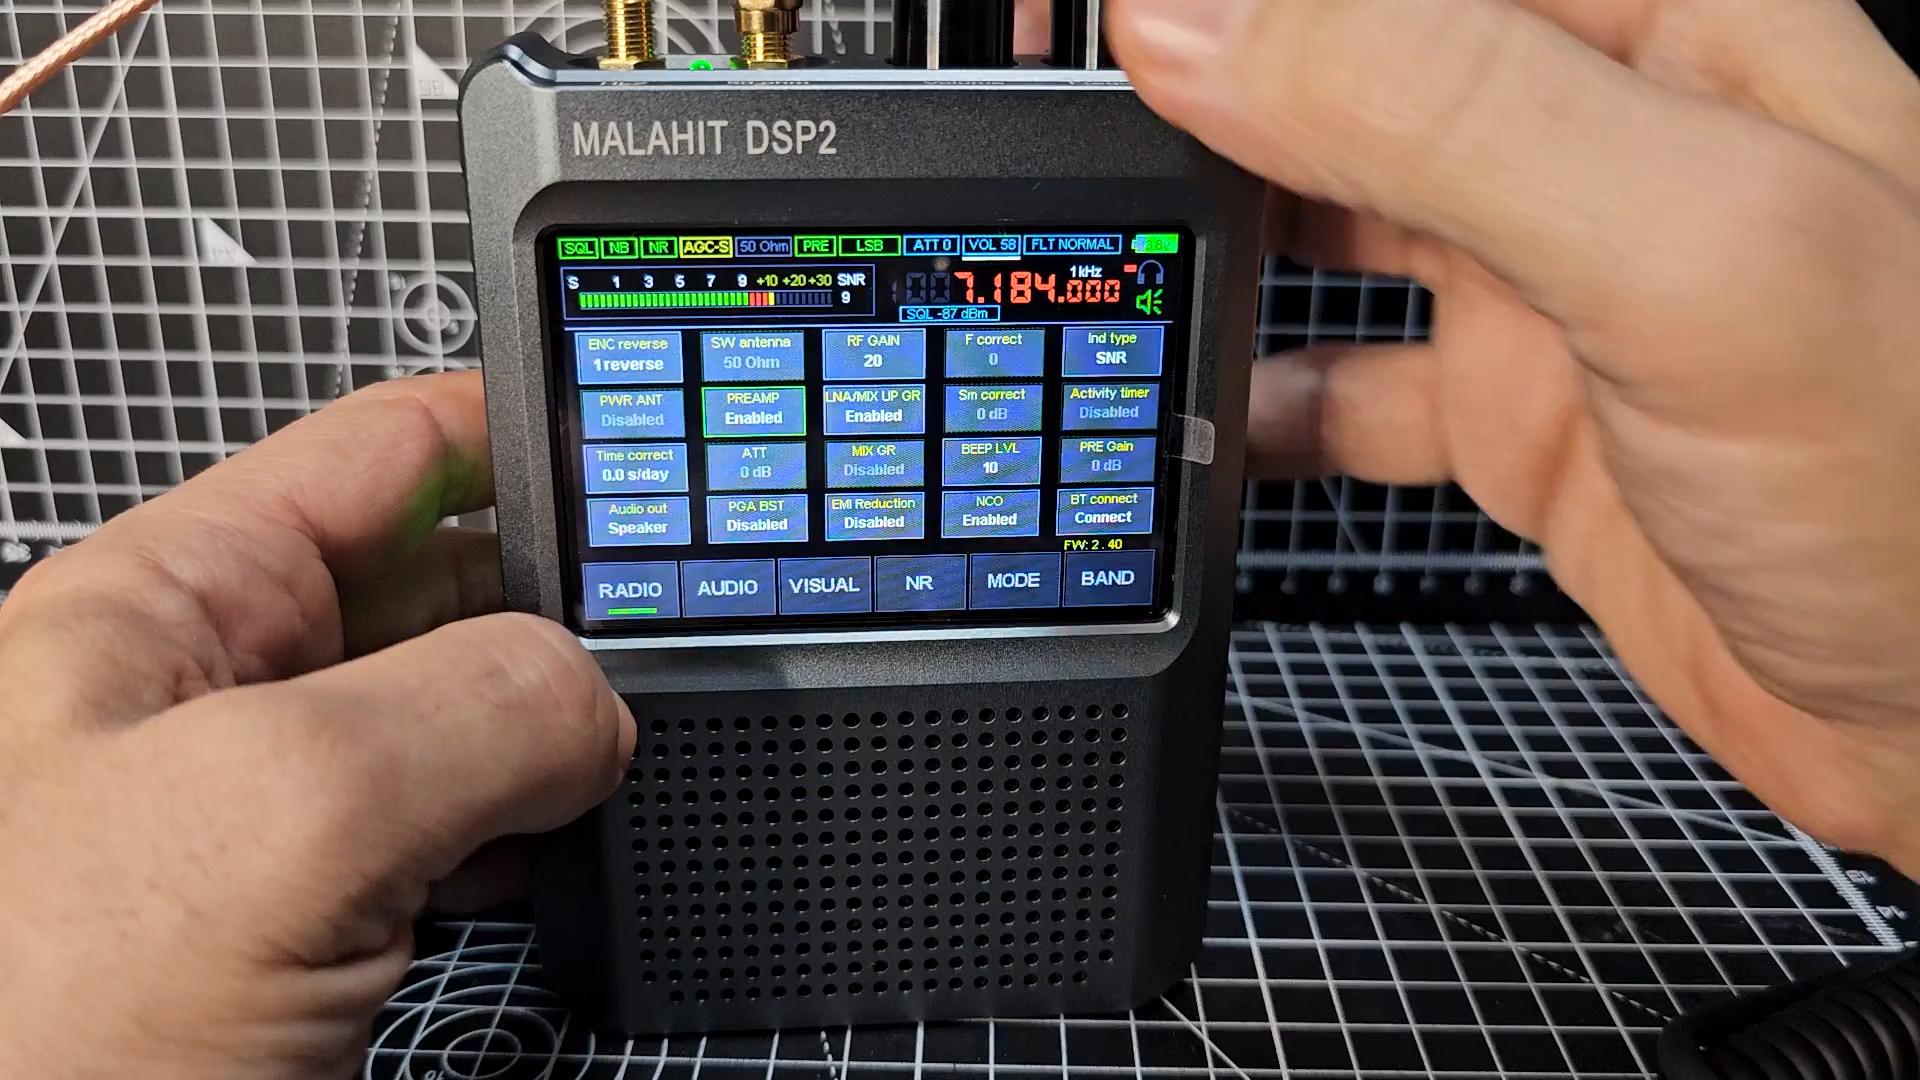 MALAHIT DSP2
SQL NB NR AGC-S 50 Ohm PRE LSB ATT 0 VOL 58 FLT NORMAL 3.8v
S 1 3 5 7 9 +10 +20 +30 SNR 9
7.184.000 1kHz
SQL -87 dBm
ENC reverse SW antenna RF GAIN F correct Ind type
1 reverse 50 Ohm 20 0 SNR
PWR ANT PREAMP LNA/MIX UP GR Sm correct Activity timer
Disabled Enabled Enabled 0 dB Disabled
Time correct ATT MIX GR BEEP LVL PRE Gain
0.0 s/day 0 dB Disabled 10 0 dB
Audio out PGA BST EMI Reduction NCO BT connect
Speaker Disabled Disabled Enabled Connect
FW: 2.40
RADIO AUDIO VISUAL NR MODE BAND